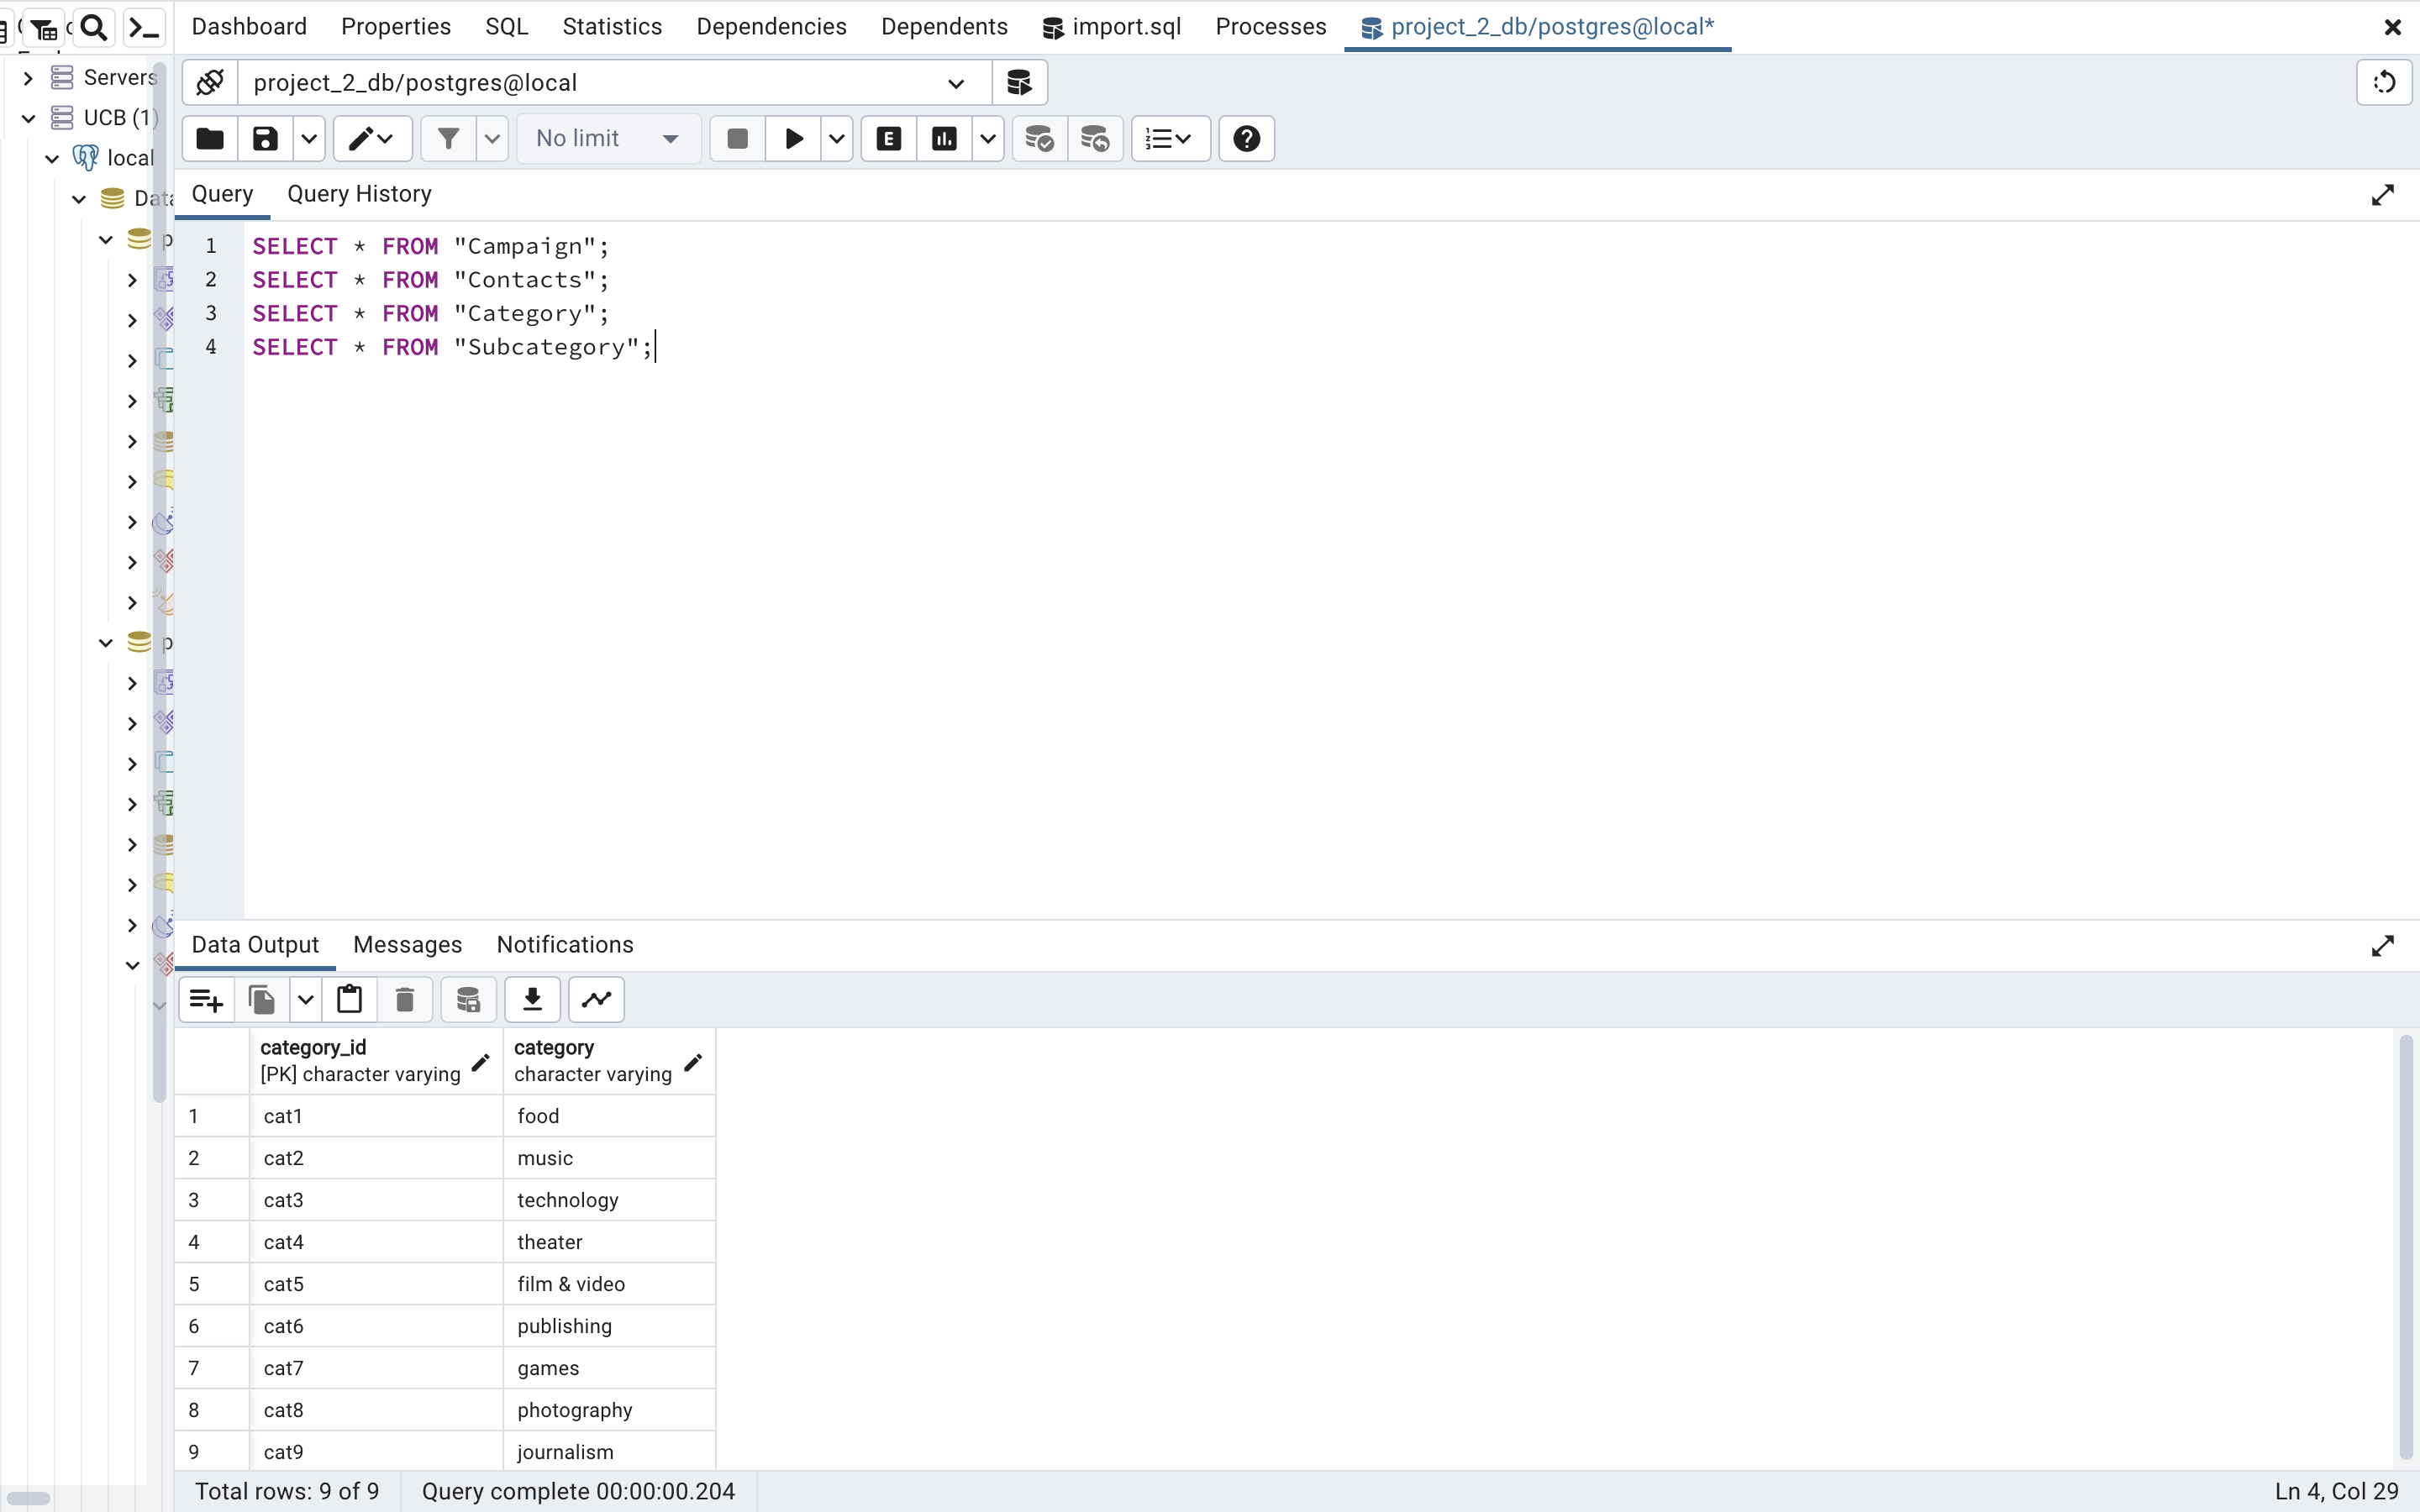 Dashboard Properties SQL Statistics Dependencies Dependents import.sql Processes project_2_db/postgres@local*
Servers
UCB (1)
local
project_2_db/postgres@local
No limit
Query Query History
1 SELECT * FROM "Campaign";
2 SELECT * FROM "Contacts";
3 SELECT * FROM "Category";
4 SELECT * FROM "Subcategory";
Data Output Messages Notifications
category_id category
[PK] character varying character varying
1 cat1 food
2 cat2 music
3 cat3 technology
4 cat4 theater
5 cat5 film & video
6 cat6 publishing
7 cat7 games
8 cat8 photography
9 cat9 journalism
Total rows: 9 of 9 Query complete 00:00:00.204 Ln 4, Col 29